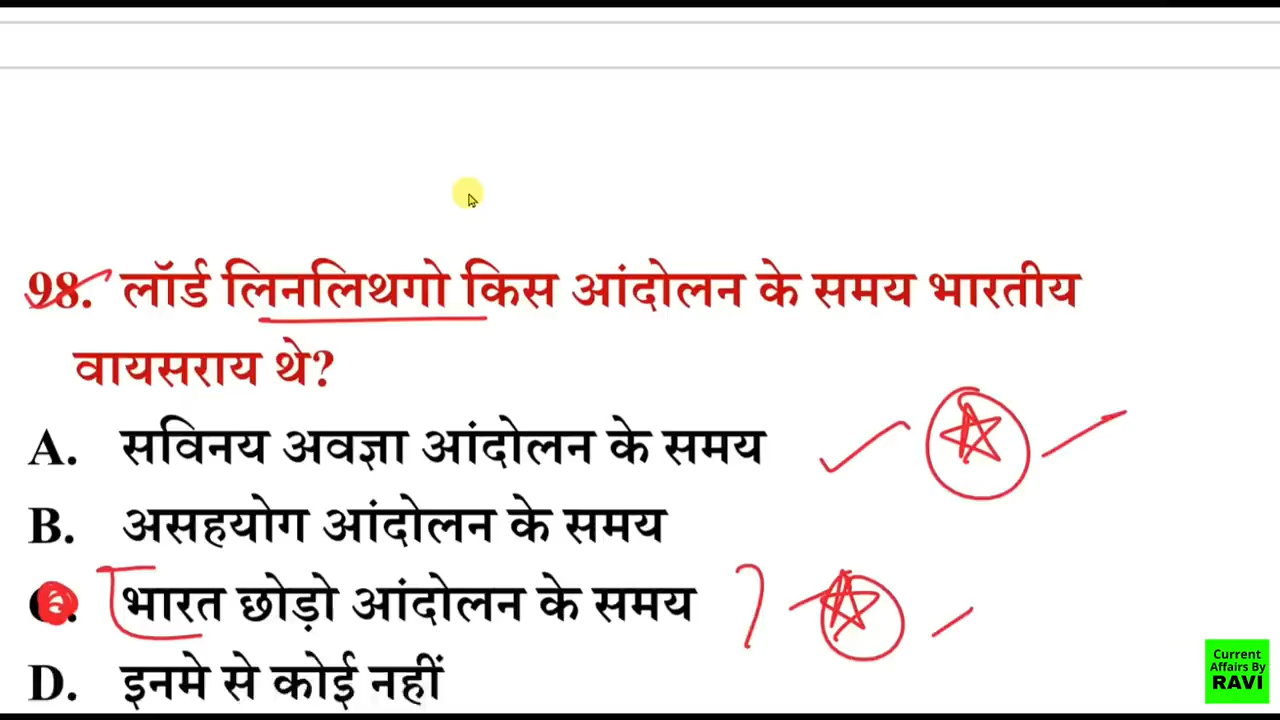 98. लॉर्ड लिनलिथगो किस आंदोलन के समय भारतीय
वायसराय थे?
A. सविनय अवज्ञा आंदोलन के समय
B. असहयोग आंदोलन के समय
C. भारत छोड़ो आंदोलन के समय
D. इनमे से कोई नहीं
Current
Affairs By
RAVI